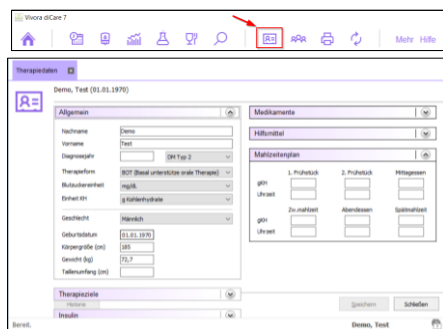 Vivora diCare 7
Mehr Hilfe
Therapiedaten
Demo, Test (01.01.1970)
Allgemein
Nachname Demo
Vorname Test
Diagnosejahr DM Typ 2
Therapieform BOT (Basal unterstütze orale Therapie)
Blutzuckereinheit mg/dL
Einheit KH g Kohlenhydrate
Geschlecht Männlich
Geburtsdatum 01.01.1970
Körpergröße (cm) 185
Gewicht (kg) 72,7
Taillenumfang (cm)
Therapieziele
Historie
Insulin
Medikamente
Hilfsmittel
Mahlzeitenplan
1. Frühstück 2. Frühstück Mittagessen
gKH
Uhrzeit
Zw.mahlzeit Abendessen Spätmahlzeit
gKH
Uhrzeit
Speichern Schließen
Bereit. Demo, Test